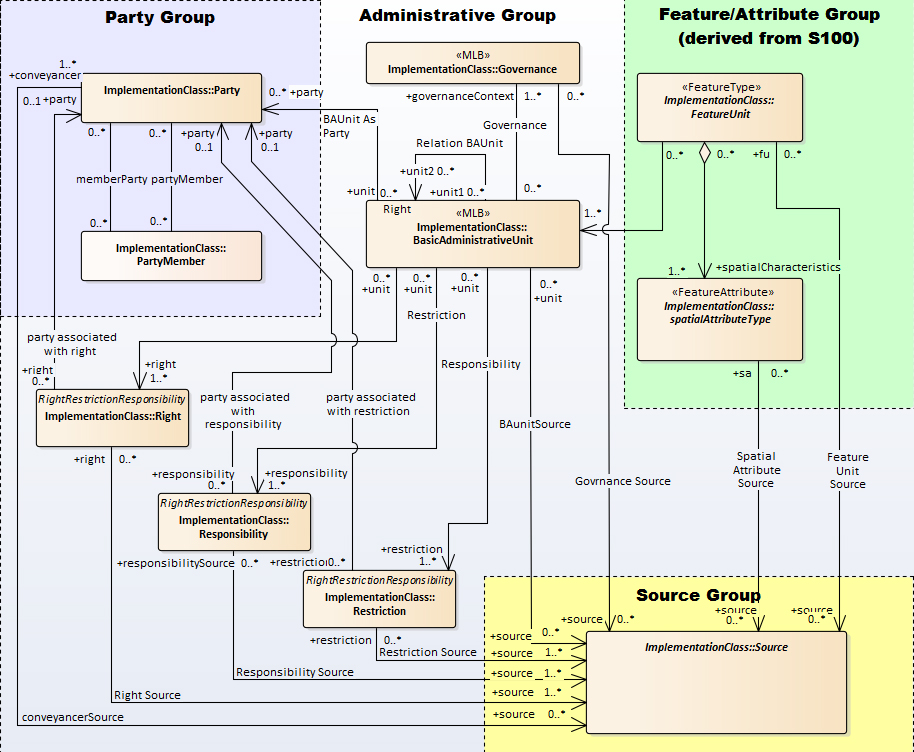 Party Group
Administrative Group
Feature/Attribute Group
(derived from S100)
1..*
+conveyancer
0..1
+party
ImplementationClass::Party
0..*
+party
«MLB»
ImplementationClass::Governance
«FeatureType»
ImplementationClass::
FeatureUnit
+governanceContext
1..*
0..*
BAUnit As
Party
Governance
0..*
0..*
+party
0..1
+party
0..1
Relation BAUnit
0..*
0..*
+fu
0..*
+unit2
0..*
memberParty
partyMember
+unit
0..*
+unit1
0..*
0..*
0..*
0..*
Right
«MLB»
ImplementationClass::
BasicAdministrativeUnit
1..*
ImplementationClass::
PartyMember
1..*
+spatialCharacteristics
0..*
+unit
0..*
+unit
0..*
+unit
0..*
+unit
«FeatureAttribute»
ImplementationClass::
spatialAttributeType
Restriction
party associated
with right
Responsibility
+right
0..*
+right
1..*
+sa
0..*
RightRestrictionResponsibility
ImplementationClass::Right
party associated
with
responsibility
party associated
with restriction
BAunitSource
+right
0..*
Spatial
Attribute
Source
Feature
Unit
Source
+responsibility
0..*
+responsibility
1..*
Govrnance Source
RightRestrictionResponsibility
ImplementationClass::
Responsibility
+restriction
1..*
+responsibilitySource
0..*
+restriction
0..*
RightRestrictionResponsibility
ImplementationClass::
Restriction
Source Group
+source
0..*
+source
0..*
+source
0..*
+restriction
0..*
+source
0..*
ImplementationClass::Source
Restriction Source
+source
1..*
Responsibility Source
+source
1..*
Right Source
+source
1..*
conveyancerSource
+source
0..*